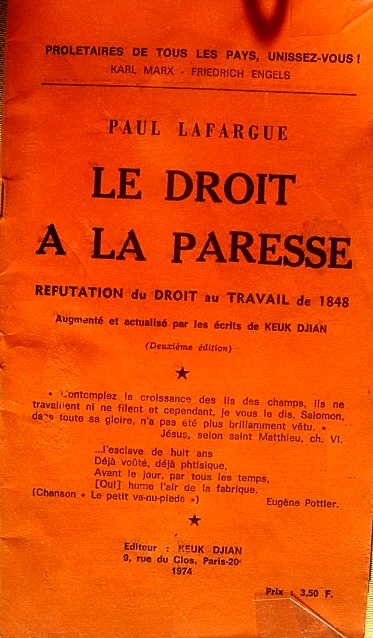 PROLETAIRES DE TOUS LES PAYS, UNISSEZ-VOUS !
KARL MARX - FRIEDRICH ENGELS
PAUL LAFARGUE
LE DROIT
A LA PARESSE
REFUTATION du DROIT au TRAVAIL de 1848
Augmenté et actualisé par les écrits de KEUK DJIAN
(Deuxième édition)
« Contemplez la croissance des lis des champs, ils ne
travaillent ni ne filent et cependant, je vous le dis, Salomon,
dans toute sa gloire, n'a pas été plus brillamment vêtu. »
Jésus, selon saint Matthieu, ch. VI.
...l'esclave de huit ans
Déjà voûté, déjà phtisique,
Avant le jour, par tous les temps,
[Qui] hume l'air de la fabrique.
(Chanson « Le petit va-nu-pieds ») Eugène Pottier.
Editeur : KEUK DJIAN
9, rue du Clos, Paris-20e
1974
Prix : 3,50 F.